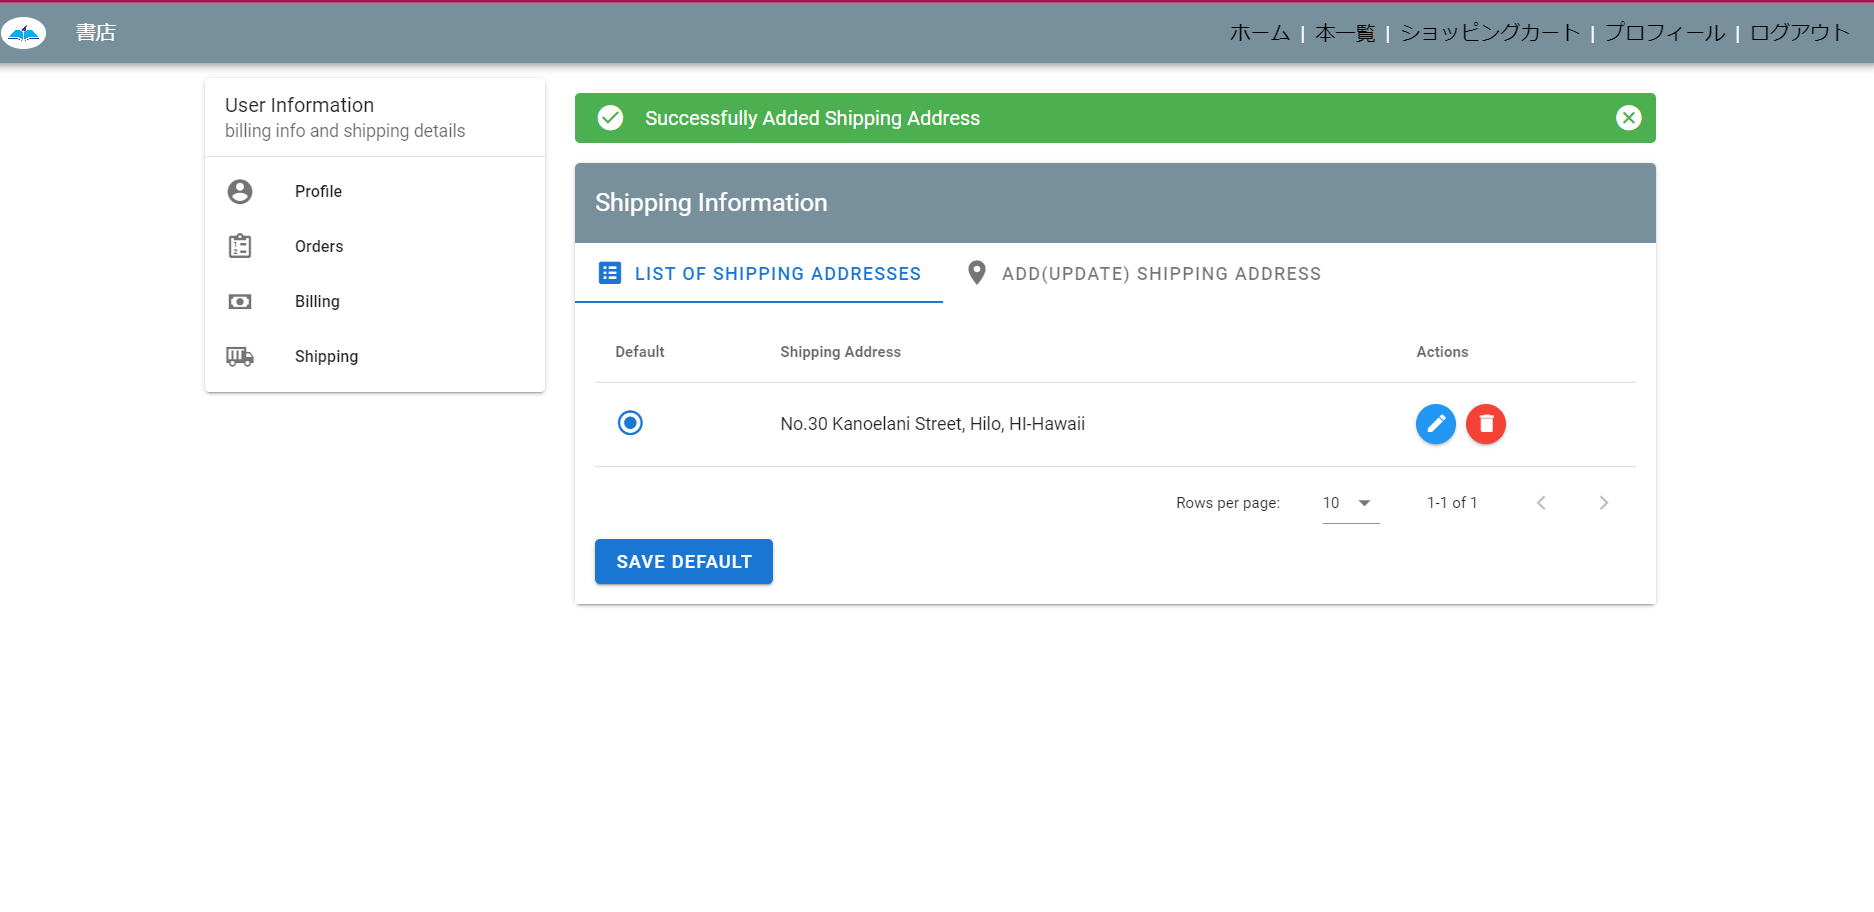 書店
ホーム | 本一覧 | ショッピングカート | プロフィール | ログアウト
User Information
billing info and shipping details
Profile
Orders
Billing
Shipping
Successfully Added Shipping Address
Shipping Information
LIST OF SHIPPING ADDRESSES
ADD(UPDATE) SHIPPING ADDRESS
Default Shipping Address Actions
No.30 Kanoelani Street, Hilo, HI-Hawaii
Rows per page: 10 1-1 of 1
SAVE DEFAULT